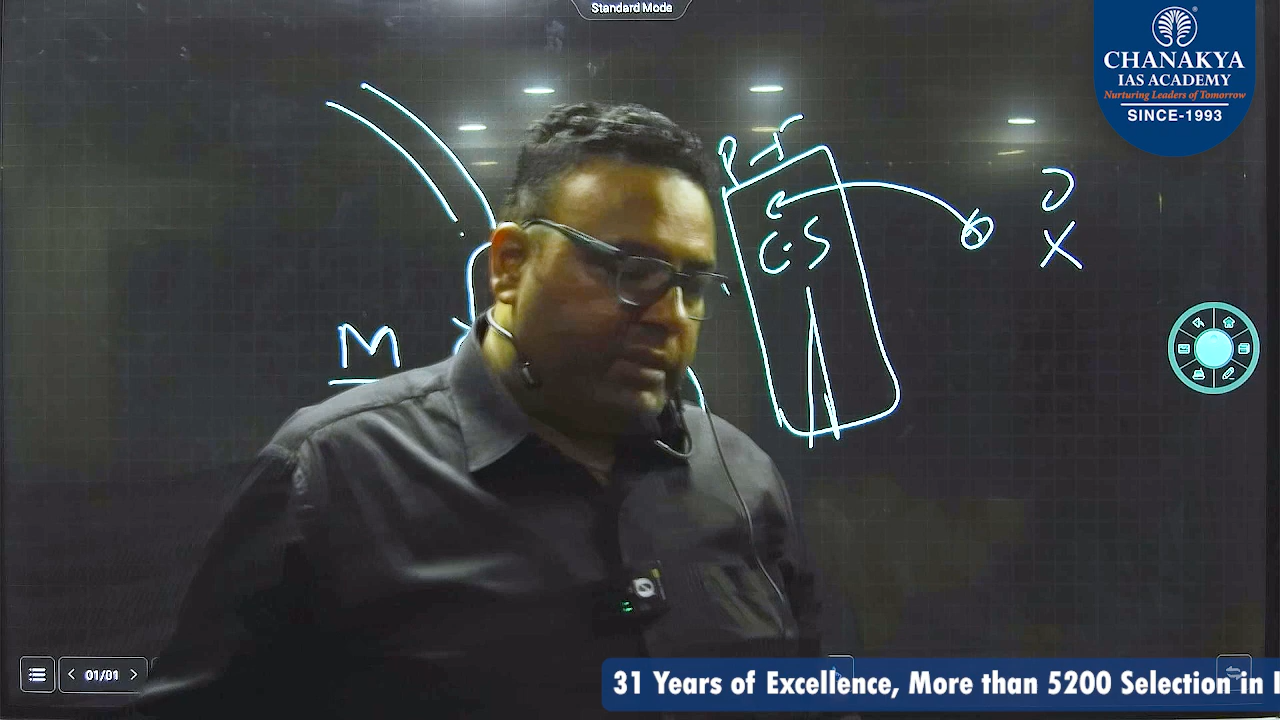 Standard Mode
CHANAKYA
IAS ACADEMY
Nurturing Leaders of Tomorrow
SINCE-1993
P T
C.S
X
M
01/01
31 Years of Excellence, More than 5200 Selection in